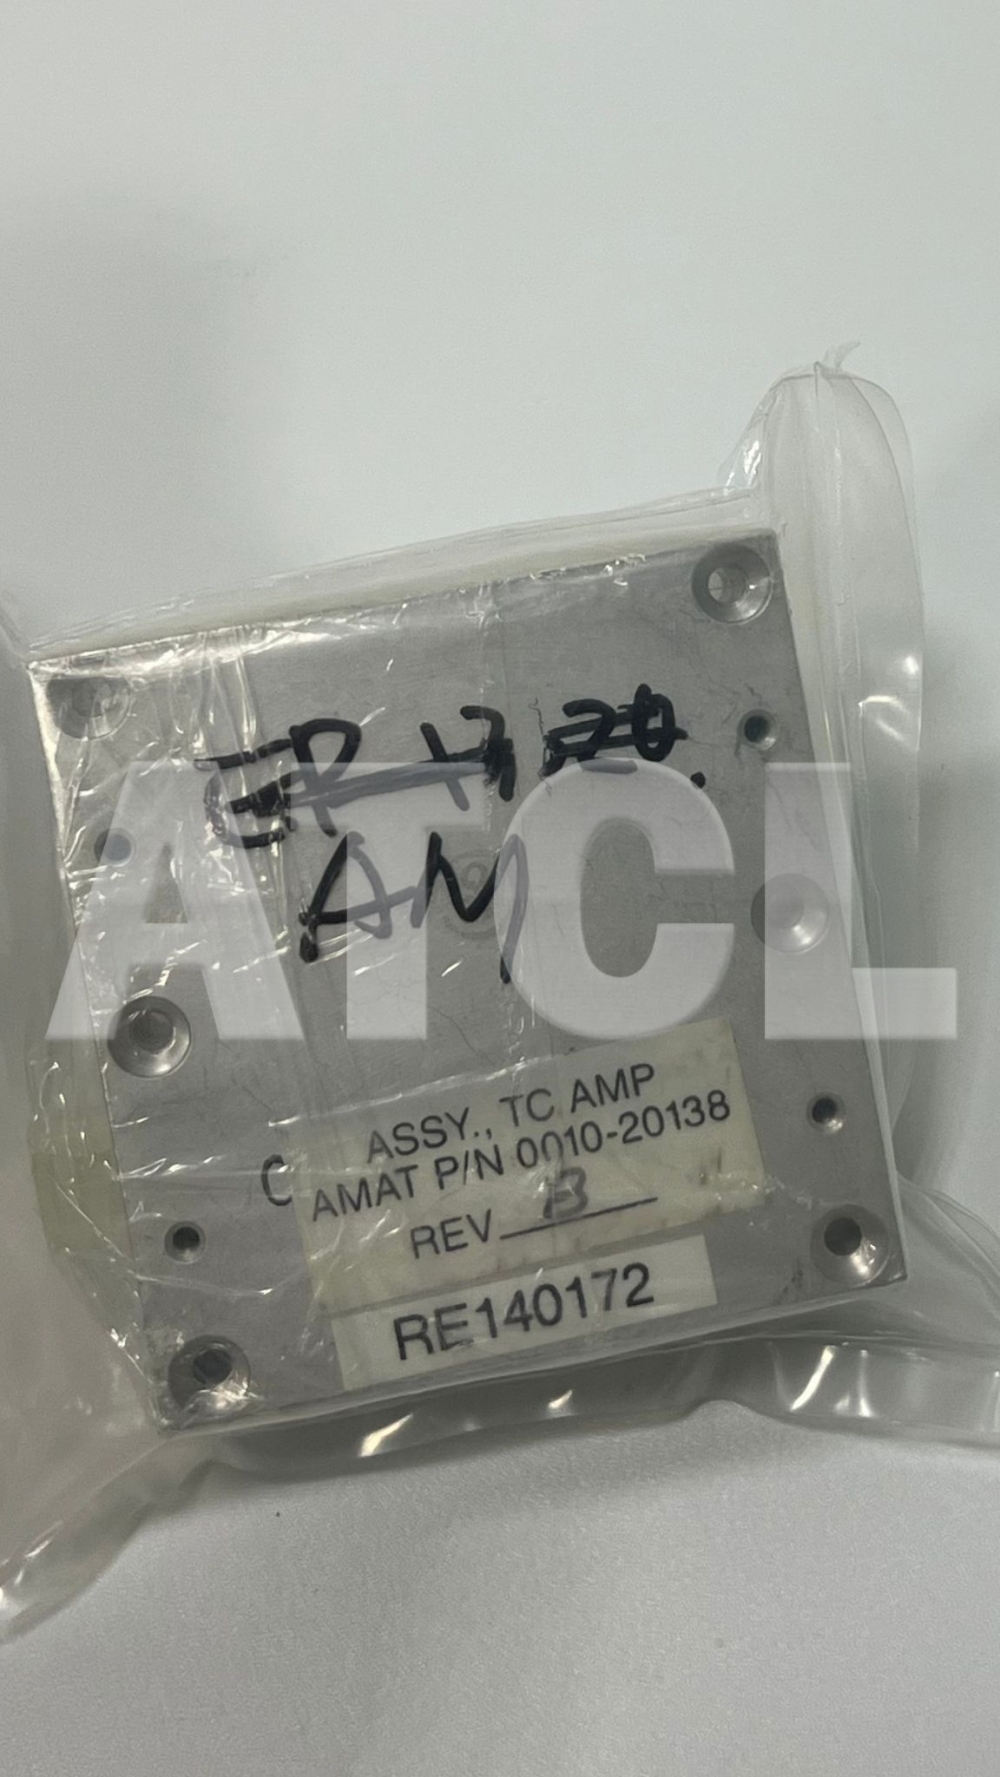 ATCL
ASSY., TC AMP
AMAT P/N 0010-20138
REV B
RE140172